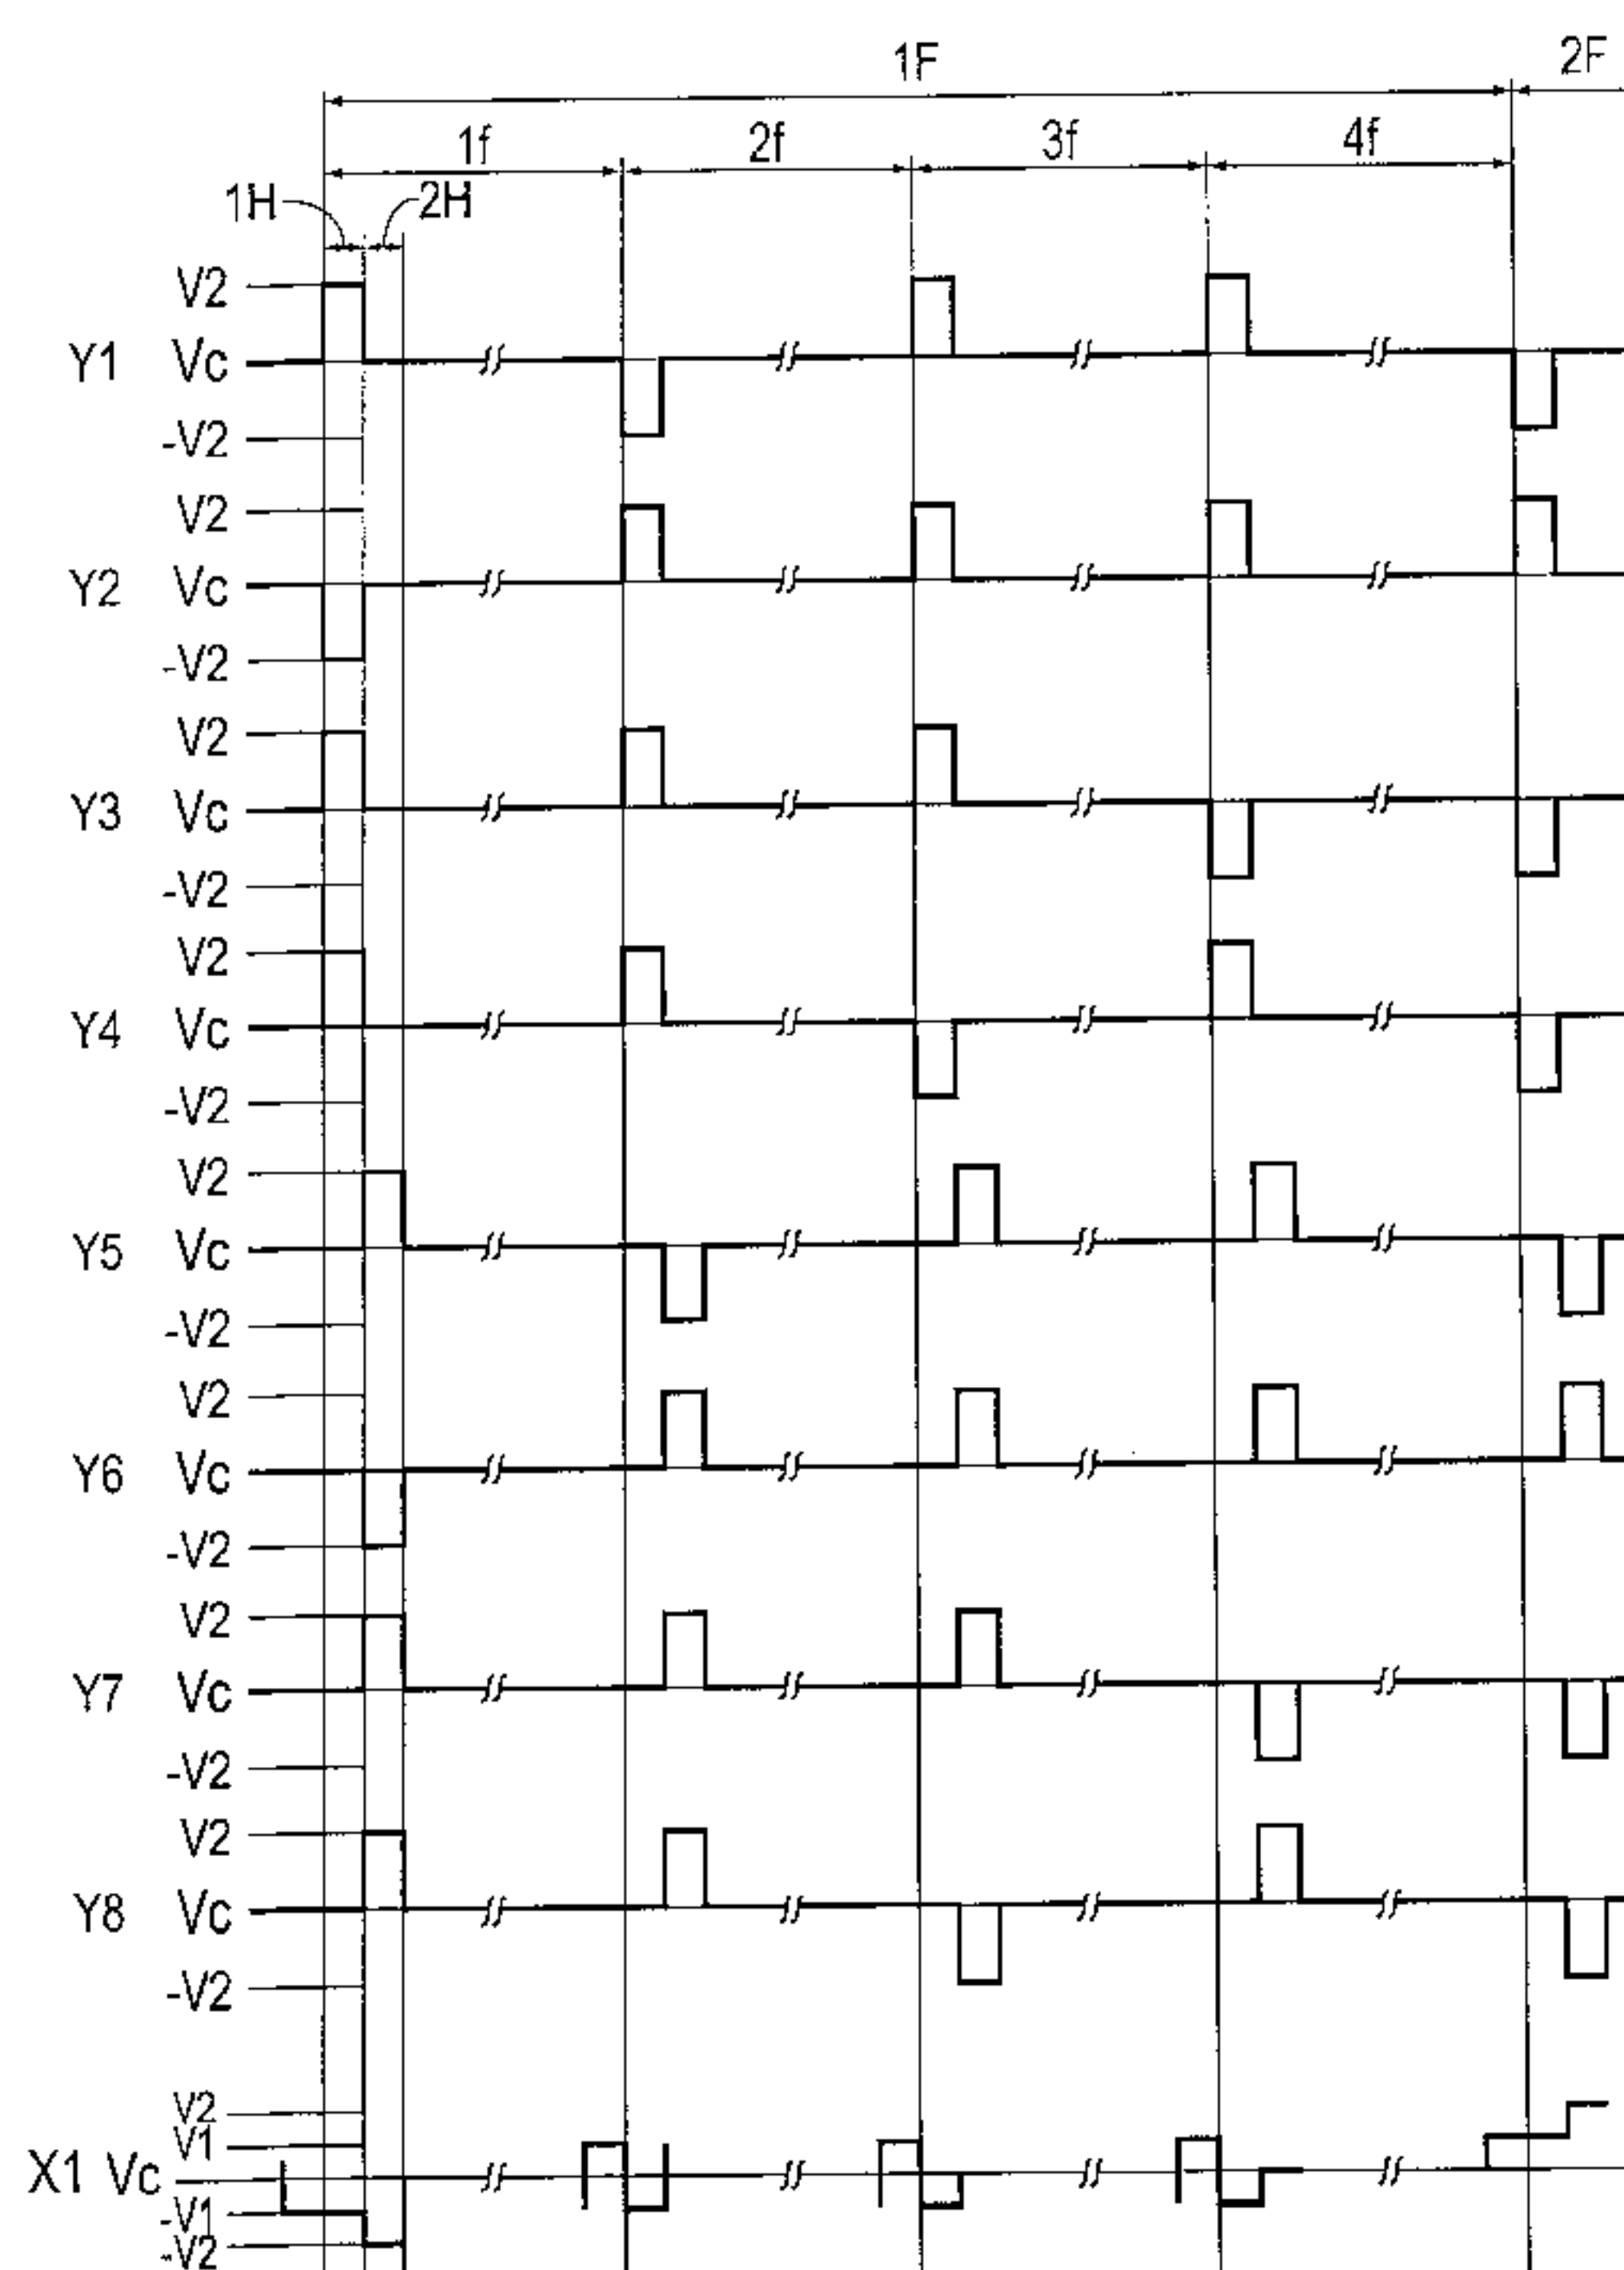 1F 2F
1f 2f 3f 4f
1H 2H
V2
Y1 Vc
-V2
V2
Y2 Vc
-V2
V2
Y3 Vc
-V2
V2
Y4 Vc
-V2
V2
Y5 Vc
-V2
V2
Y6 Vc
-V2
V2
Y7 Vc
-V2
V2
Y8 Vc
-V2
V2
V1
X1 Vc
-V1
-V2